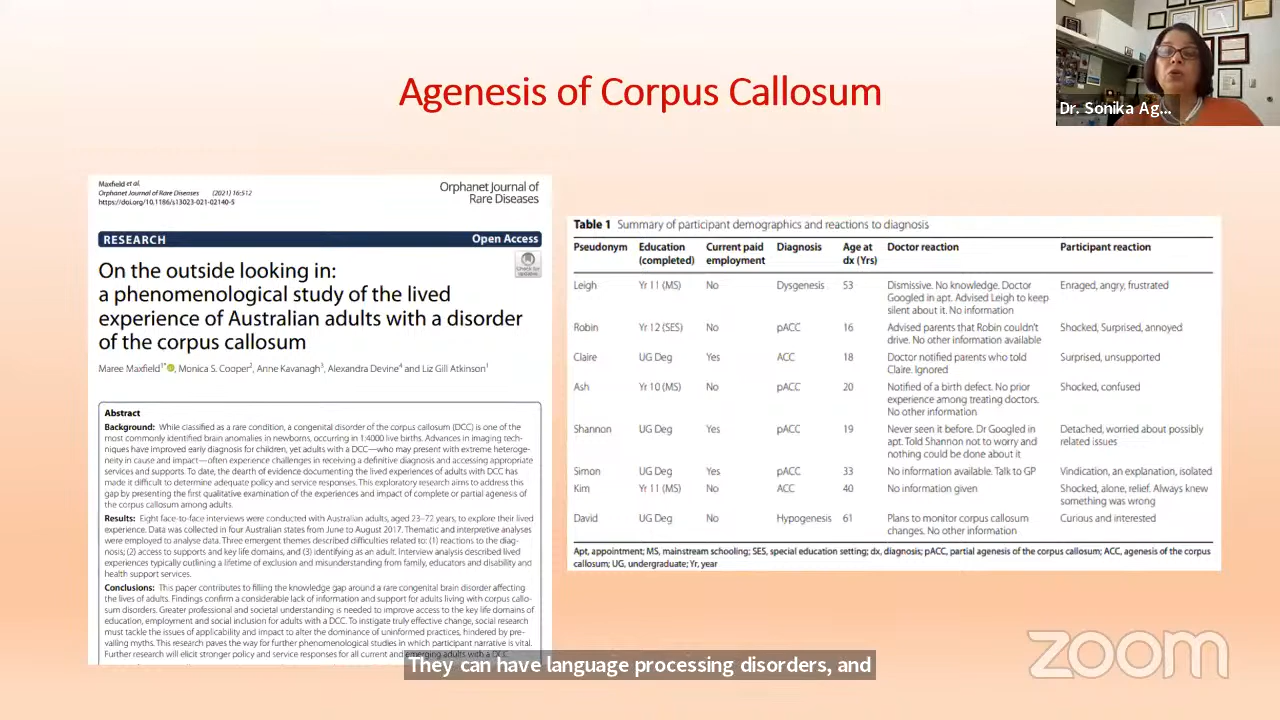 Agenesis of Corpus Callosum
Dr. Sonika Ag...
Maxfield et al.
Orphanet Journal of Rare Diseases (2021) 16:512
https://doi.org/10.1186/s13023-021-02140-5
Orphanet Journal of
Rare Diseases
RESEARCH Open Access
Check for
updates
On the outside looking in:
a phenomenological study of the lived
experience of Australian adults with a disorder
of the corpus callosum
Maree Maxfield1*, Monica S. Cooper2, Anne Kavanagh3, Alexandra Devine4 and Liz Gill Atkinson1
Abstract
Background: While classified as a rare condition, a congenital disorder of the corpus callosum (DCC) is one of the
most commonly identified brain anomalies in newborns, occurring in 1:4000 live births. Advances in imaging tech-
niques have improved early diagnosis for children, yet adults with a DCC—who may present with extreme heteroge-
neity in cause and impact—often experience challenges in receiving a definitive diagnosis and accessing appropriate
services and supports. To date, the dearth of evidence documenting the lived experiences of adults with DCC has
made it difficult to determine adequate policy and service responses. This exploratory research aims to address this
gap by presenting the first qualitative examination of the experiences and impact of complete or partial agenesis of
the corpus callosum among adults.
Results: Eight face-to-face interviews were conducted with Australian adults, aged 23–72 years, to explore their lived
experience. Data was collected in four Australian states from June to August 2017. Thematic and interpretive analyses
were employed to analyse data. Three emergent themes described difficulties related to: (1) reactions to the diag-
nosis; (2) access to supports and key life domains, and (3) identifying as an adult. Interview analysis described lived
experiences typically outlining a lifetime of exclusion and misunderstanding from family, educators and disability and
health support services.
Conclusions: This paper contributes to filling the knowledge gap around a rare congenital brain disorder affecting
the lives of adults. Findings confirm a considerable lack of information and support for adults living with corpus callo-
sum disorders. Greater professional and societal understanding is needed to improve access to the key life domains of
education, employment and social inclusion for adults with a DCC. To instigate truly effective change, social research
must tackle the issues of applicability and impact to alter the dominance of uninformed practices, hindered by pre-
vailing myths. This research paves the way for further phenomenological studies in which participant narrative is vital.
Further research will elicit stronger policy and service responses for all current and emerging adults with a DCC.
Table 1 Summary of participant demographics and reactions to diagnosis
Pseudonym Education Current paid Diagnosis Age at Doctor reaction Participant reaction
(completed) employment dx (Yrs)
Leigh Yr 11 (MS) No Dysgenesis 53 Dismissive. No knowledge. Doctor Enraged, angry, frustrated
Googled in apt. Advised Leigh to keep
silent about it. No information
Robin Yr 12 (SES) No pACC 16 Advised parents that Robin couldn't Shocked, Surprised, annoyed
drive. No other information available
Claire UG Deg Yes ACC 18 Doctor notified parents who told Surprised, unsupported
Claire. Ignored
Ash Yr 10 (MS) No pACC 20 Notified of a birth defect. No prior Shocked, confused
experience among treating doctors.
No other information
Shannon UG Deg Yes pACC 19 Never seen it before. Dr Googled in Detached, worried about possibly
apt. Told Shannon not to worry and related issues
nothing could be done about it
Simon UG Deg Yes pACC 33 No information available. Talk to GP Vindication, an explanation, isolated
Kim Yr 11 (MS) No ACC 40 No information given Shocked, alone, relief. Always knew
something was wrong
David UG Deg No Hypogenesis 61 Plans to monitor corpus callosum Curious and interested
changes. No other information
Apt, appointment; MS, mainstream schooling; SES, special education setting; dx, diagnosis; pACC, partial agenesis of the corpus callosum; ACC, agenesis of the corpus
callosum; UG, undergraduate; Yr, year
They can have language processing disorders, and
zoom